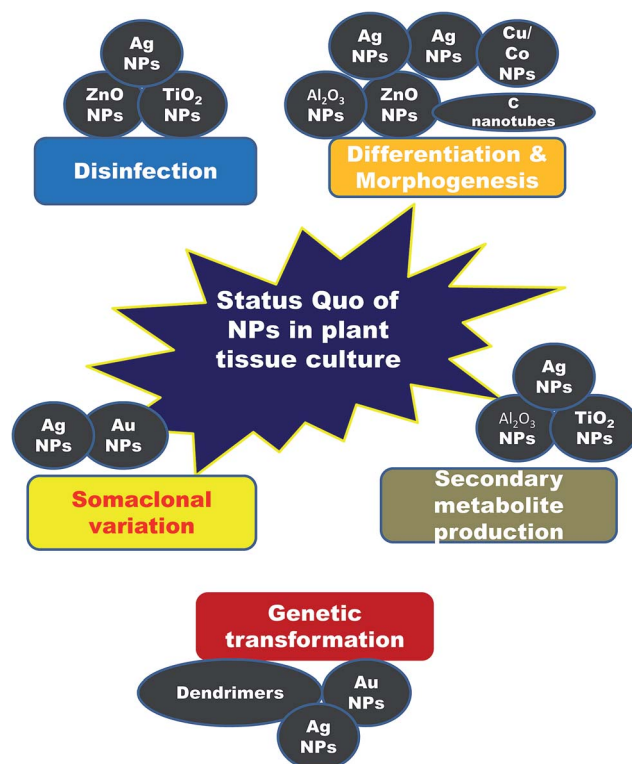 Ag
NPs
ZnO
NPs
TiO₂
NPs
Disinfection
Ag
NPs
Ag
NPs
Cu/
Co
NPs
Al₂O₃
NPs
ZnO
NPs
C
nanotubes
Differentiation &
Morphogenesis
Status Quo of
NPs in plant
tissue culture
Ag
NPs
Au
NPs
Somaclonal
variation
Ag
NPs
Al₂O₃
NPs
TiO₂
NPs
Secondary
metabolite
production
Genetic
transformation
Dendrimers
Au
NPs
Ag
NPs